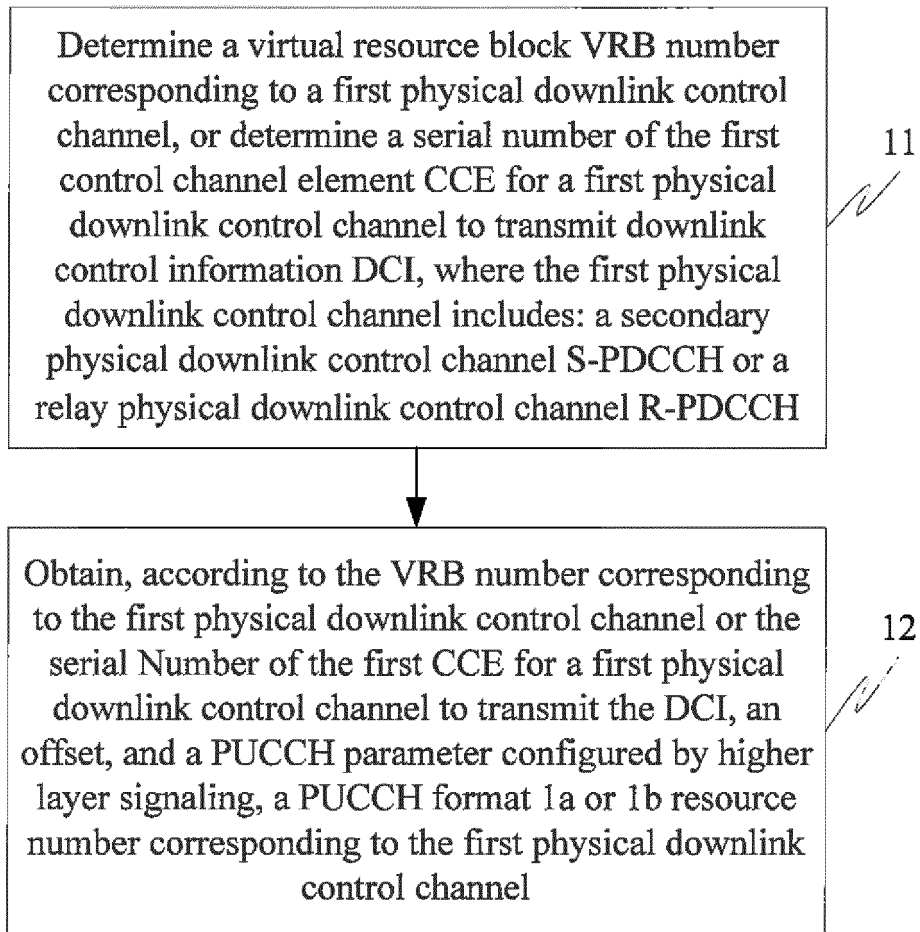 Determine a virtual resource block VRB number
corresponding to a first physical downlink control
channel, or determine a serial number of the first
control channel element CCE for a first physical
downlink control channel to transmit downlink
control information DCI, where the first physical
downlink control channel includes: a secondary
physical downlink control channel S-PDCCH or a
relay physical downlink control channel R-PDCCH
11
Obtain, according to the VRB number corresponding
to the first physical downlink control channel or the
serial Number of the first CCE for a first physical
downlink control channel to transmit the DCI, an
offset, and a PUCCH parameter configured by higher
layer signaling, a PUCCH format 1a or 1b resource
number corresponding to the first physical downlink
control channel
12